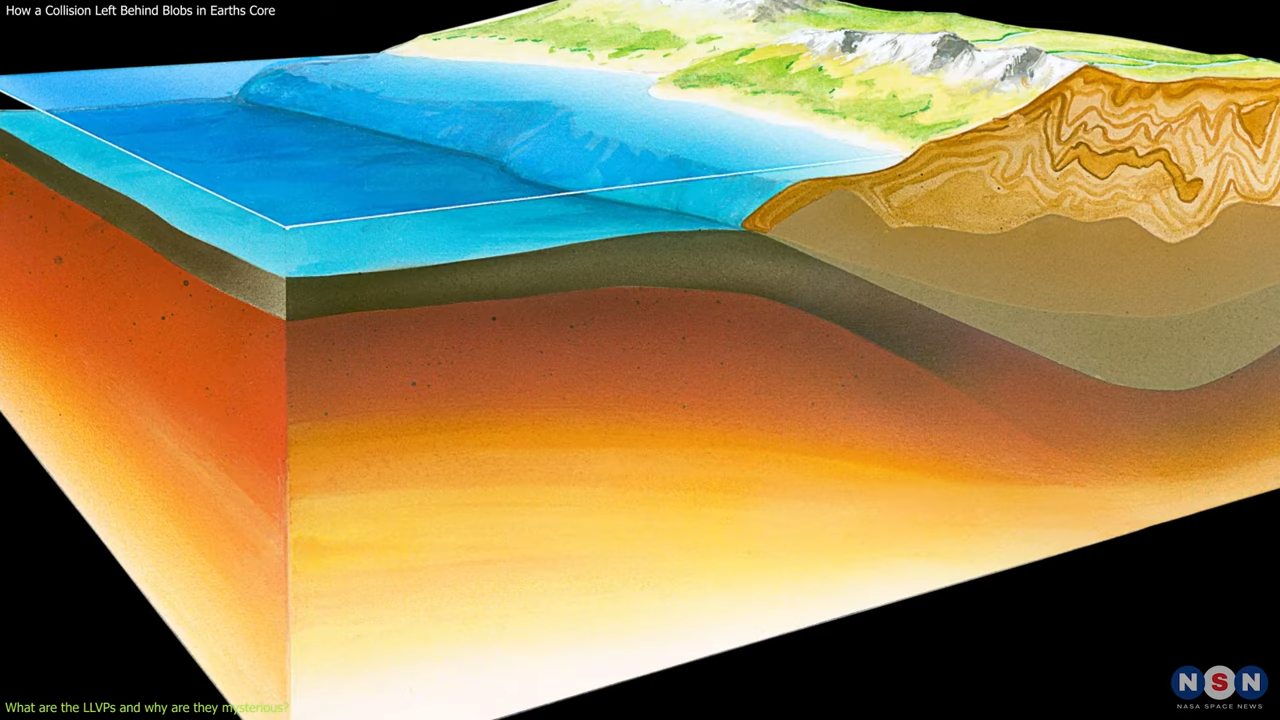 How a Collision Left Behind Blobs in Earths Core
What are the LLVPs and why are they mysterious?
NSN
NASA SPACE NEWS